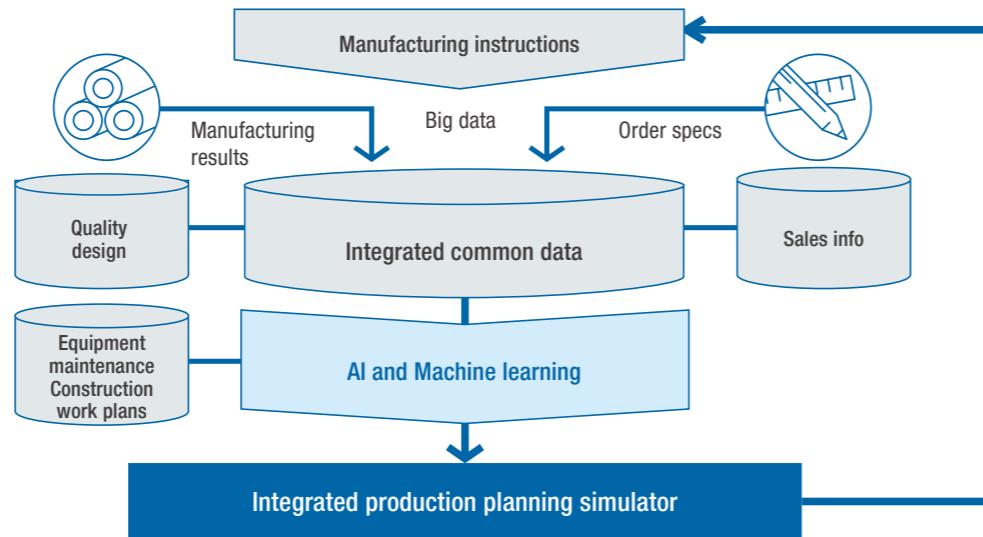 Manufacturing instructions
Manufacturing
results
Big data
Order specs
Quality
design
Integrated common data
Sales info
Equipment
maintenance
Construction
work plans
AI and Machine learning
Integrated production planning simulator